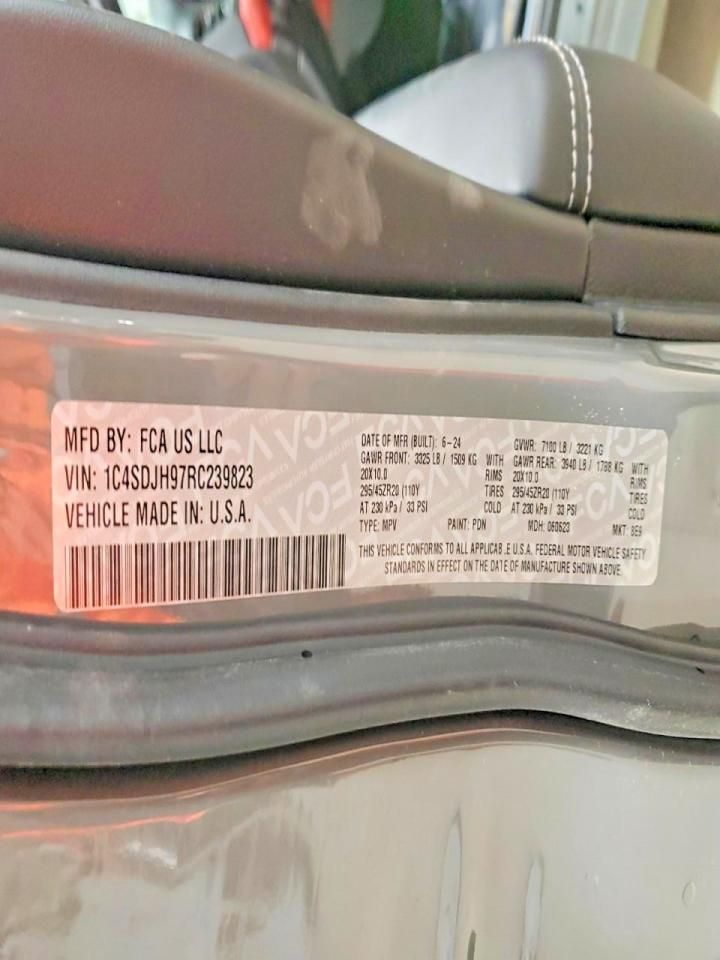 MFD BY: FCA US LLC
VIN: 1C4SDJH97RC239823
VEHICLE MADE IN: U.S.A.
DATE OF MFR (BUILT): 6-24 GVWR: 7100 LB / 3221 KG
GAWR FRONT: 3325 LB / 1509 KG WITH GAWR REAR: 3940 LB / 1788 KG WITH
20X10.0 RIMS 20X10.0 RIMS
295/45ZR20 (110Y TIRES 295/45ZR20 (110Y TIRES
AT 230 kPa / 33 PSI COLD AT 230 kPa / 33 PSI COLD
TYPE: MPV PAINT: PDN MDH: 060620 MKT: 8E9
THIS VEHICLE CONFORMS TO ALL APPLICAB .E U.S.A. FEDERAL MOTOR VEHICLE SAFETY
STANDARDS IN EFFECT ON THE DATE OF MANUFACTURE SHOWN ABOVE.